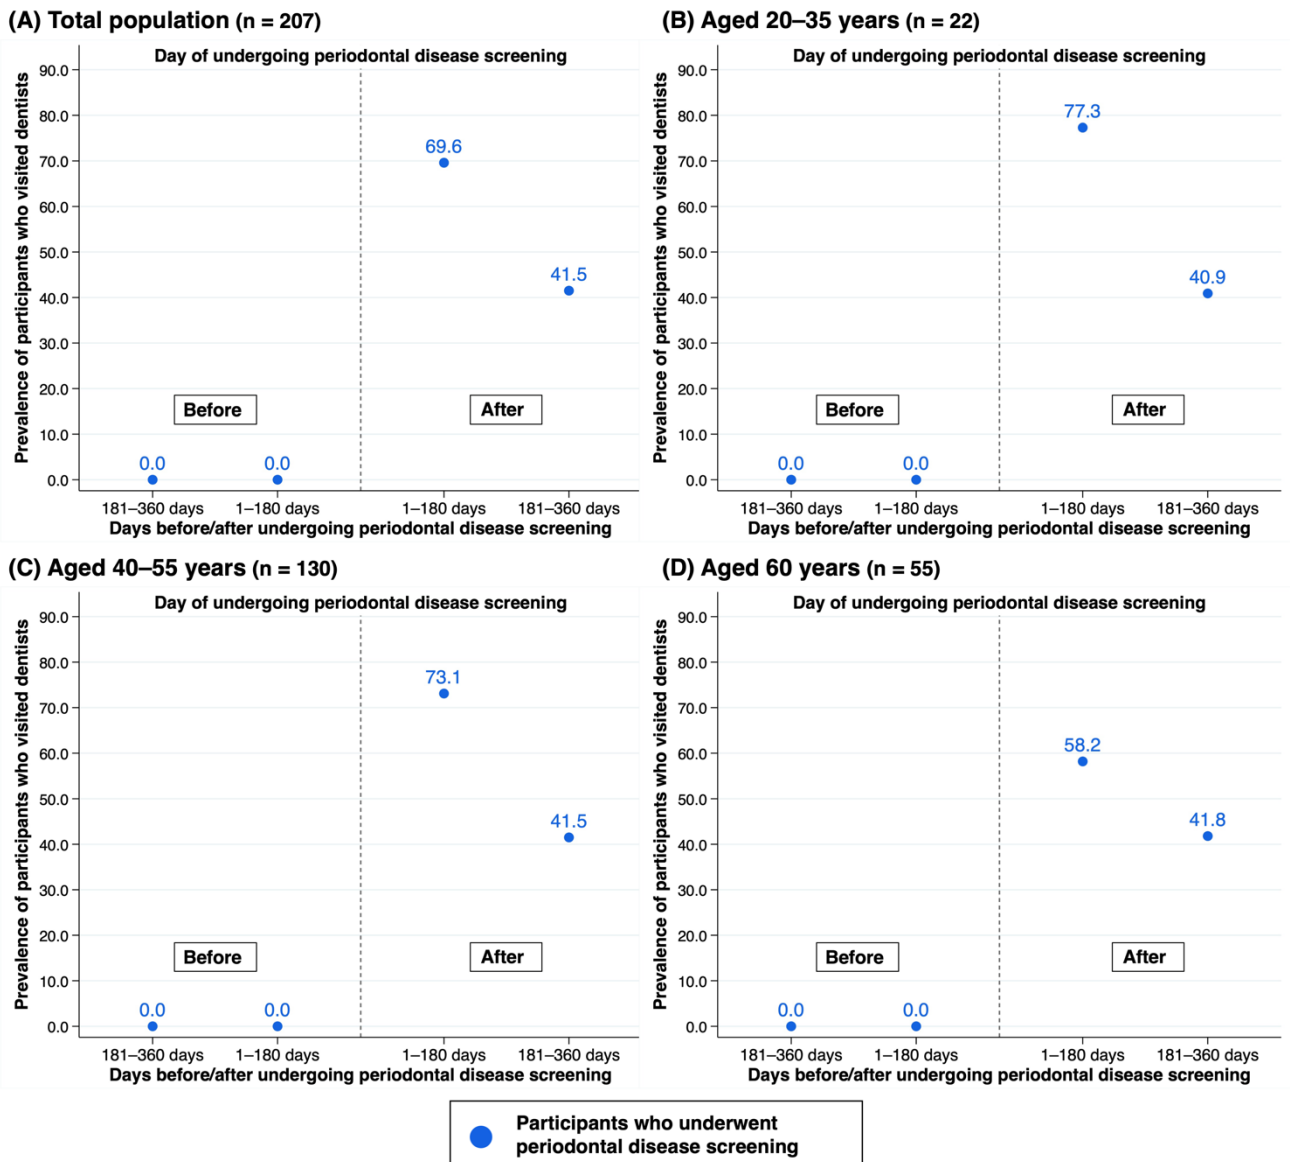 (A) Total population (n = 207)
Day of undergoing periodontal disease screening
Prevalence of participants who visited dentists
90.0
80.0
70.0
60.0
50.0
40.0
30.0
20.0
10.0
0.0
69.6
41.5
Before
After
0.0
0.0
181–360 days
1–180 days
1–180 days
181–360 days
Days before/after undergoing periodontal disease screening
(B) Aged 20–35 years (n = 22)
Day of undergoing periodontal disease screening
Prevalence of participants who visited dentists
90.0
80.0
70.0
60.0
50.0
40.0
30.0
20.0
10.0
0.0
77.3
40.9
Before
After
0.0
0.0
181–360 days
1–180 days
1–180 days
181–360 days
Days before/after undergoing periodontal disease screening
(C) Aged 40–55 years (n = 130)
Day of undergoing periodontal disease screening
Prevalence of participants who visited dentists
90.0
80.0
70.0
60.0
50.0
40.0
30.0
20.0
10.0
0.0
73.1
41.5
Before
After
0.0
0.0
181–360 days
1–180 days
1–180 days
181–360 days
Days before/after undergoing periodontal disease screening
(D) Aged 60 years (n = 55)
Day of undergoing periodontal disease screening
Prevalence of participants who visited dentists
90.0
80.0
70.0
60.0
50.0
40.0
30.0
20.0
10.0
0.0
58.2
41.8
Before
After
0.0
0.0
181–360 days
1–180 days
1–180 days
181–360 days
Days before/after undergoing periodontal disease screening
Participants who underwent
periodontal disease screening